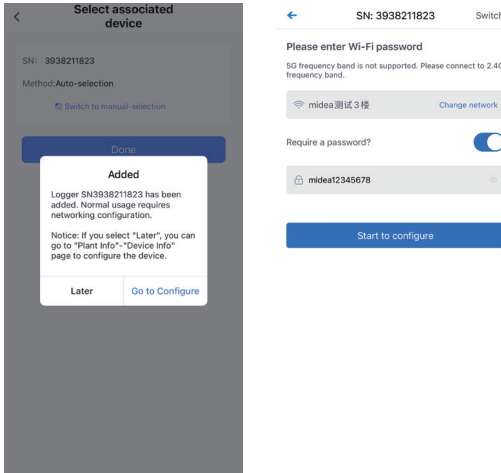 Select associated
device
SN: 3938211823
Method:Auto-selection
Switch to manual-selection
Done
Added
Logger SN3938211823 has been
added. Normal usage requires
networking configuration.
Notice: If you select "Later", you can
go to "Plant Info"-"Device Info"
page to configure the device.
Later
Go to Configure
SN: 3938211823
Switch
Please enter Wi-Fi password
5G frequency band is not supported. Please connect to 2.4G
frequency band.
midea测试3楼
Change network
Require a password?
midea12345678
Start to configure